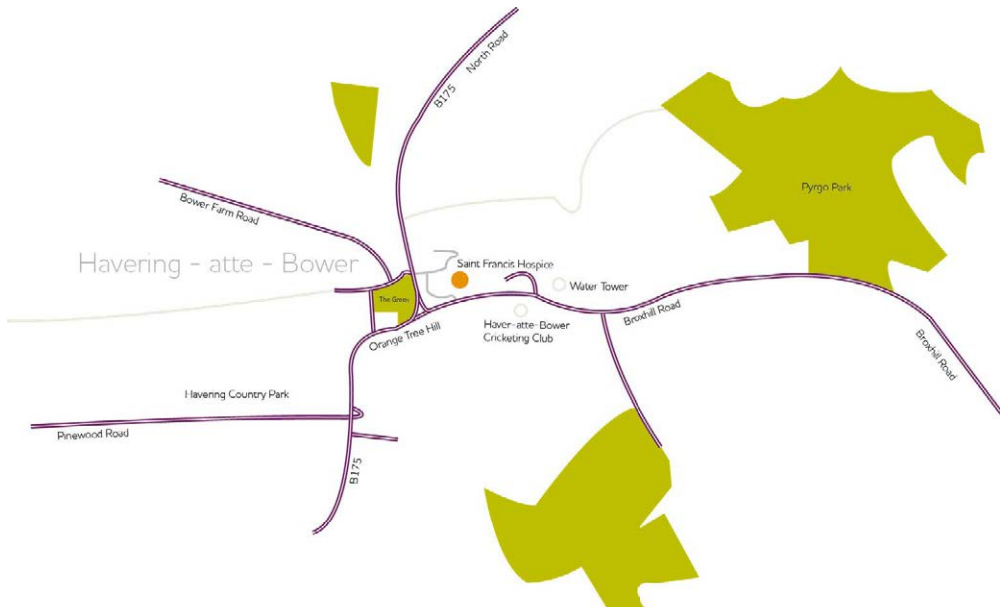 North Road
B175
Pyrgo Park
Bower Farm Road
Havering - atte - Bower
Saint Francis Hospice
Water Tower
The Green
Broxhill Road
Haver-atte-Bower
Cricketing Club
Orange Tree Hill
Broxhill Road
Havering Country Park
Pinewood Road
B175